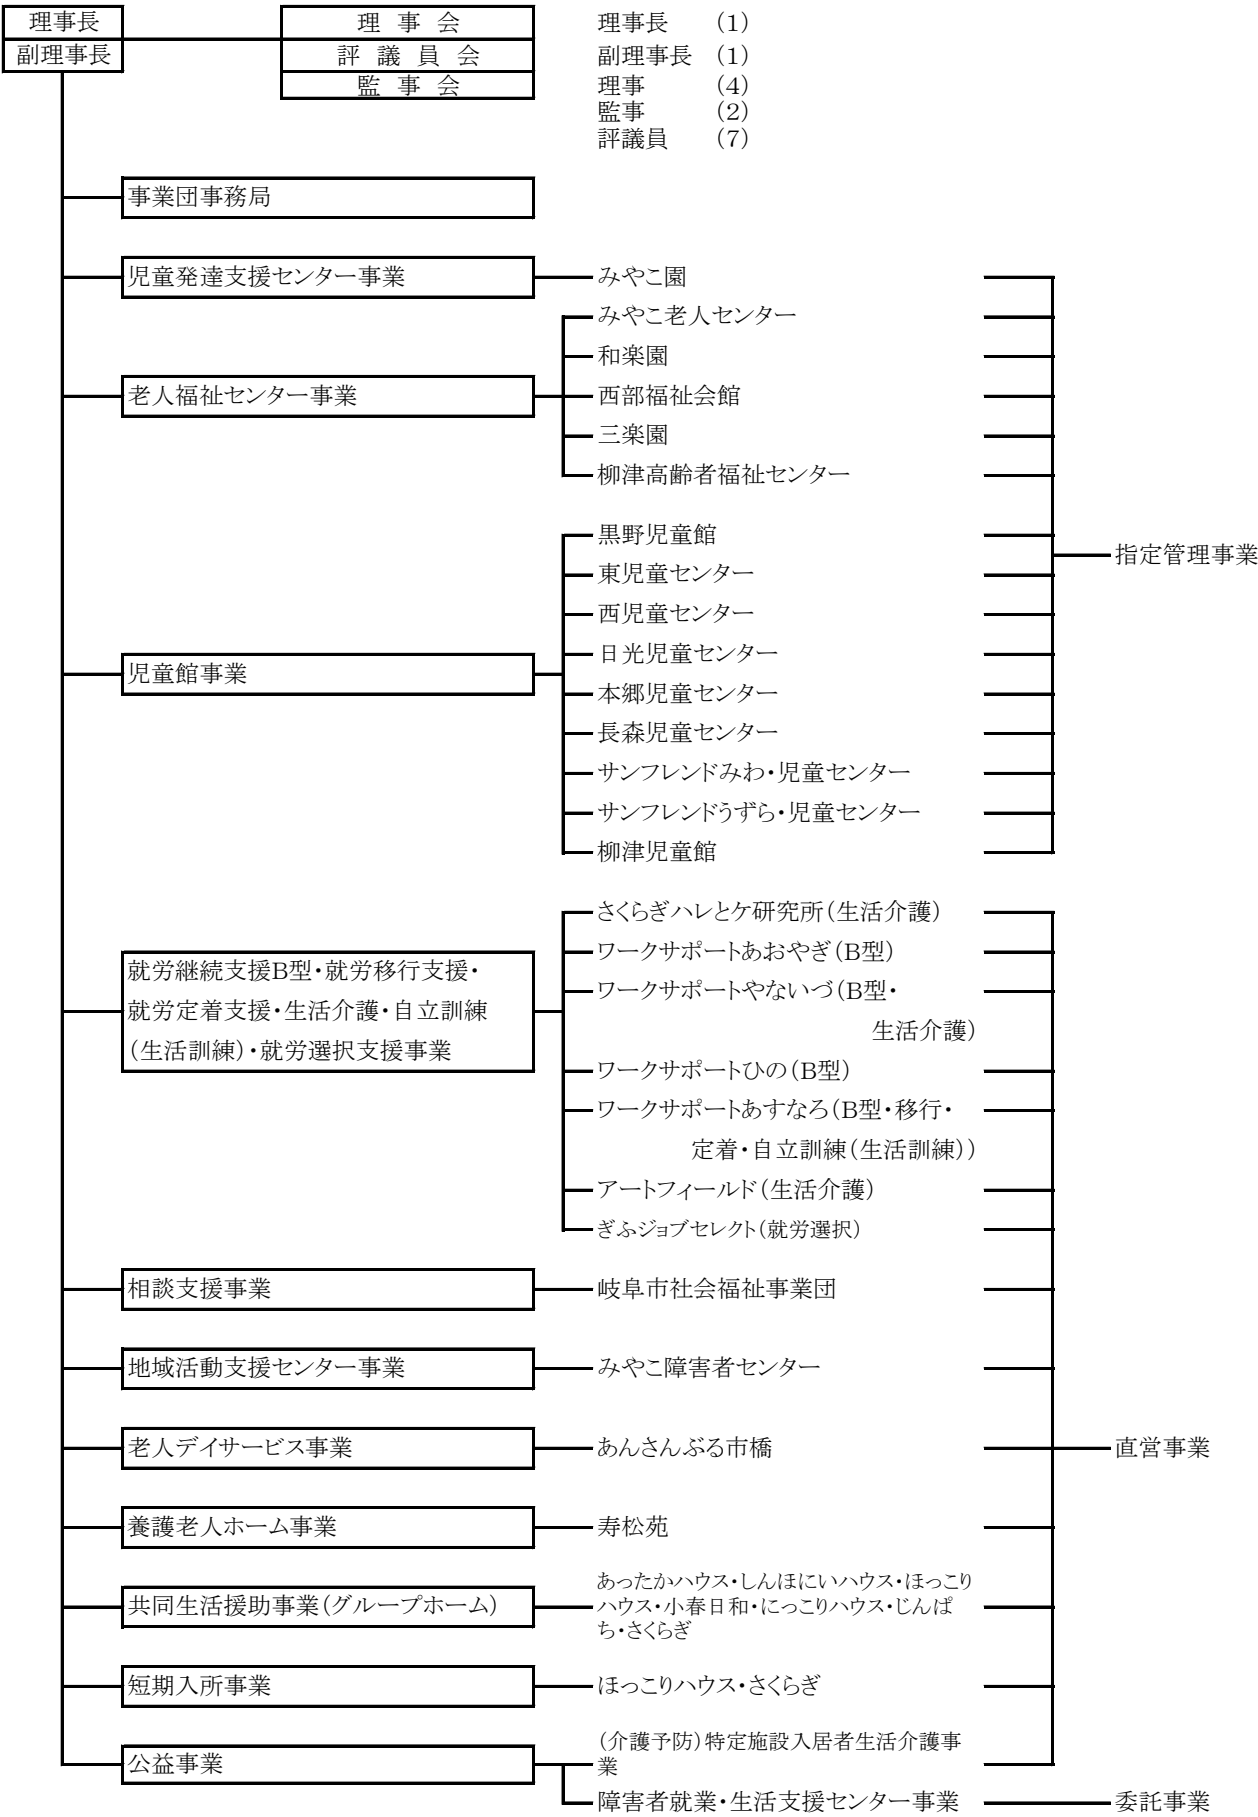 理事長
副理事長
理 事 会
評 議 員 会
監 事 会
理事長 (1)
副理事長 (1)
理事 (4)
監事 (2)
評議員 (7)
事業団事務局
児童発達支援センター事業
みやこ園
みやこ老人センター
和楽園
老人福祉センター事業
西部福祉会館
三楽園
柳津高齢者福祉センター
黒野児童館
指定管理事業
東児童センター
西児童センター
日光児童センター
児童館事業
本郷児童センター
長森児童センター
サンフレンドみわ・児童センター
サンフレンドうずら・児童センター
柳津児童館
就労継続支援B型・就労移行支援・
就労定着支援・生活介護・自立訓練
(生活訓練)・就労選択支援事業
さくらぎハレとケ研究所(生活介護)
ワークサポートあおやぎ(B型)
ワークサポートやないづ(B型・
生活介護)
ワークサポートひの(B型)
ワークサポートあすなろ(B型・移行・
定着・自立訓練(生活訓練))
アートフィールド(生活介護)
ぎふジョブセレクト(就労選択)
相談支援事業
岐阜市社会福祉事業団
地域活動支援センター事業
みやこ障害者センター
老人デイサービス事業
あんさんぶる市橋
直営事業
養護老人ホーム事業
寿松苑
共同生活援助事業(グループホーム)
あったかハウス・しんほにいハウス・ほっこり
ハウス・小春日和・にっこりハウス・じんぱ
ち・さくらぎ
短期入所事業
ほっこりハウス・さくらぎ
公益事業
(介護予防)特定施設入居者生活介護事
業
障害者就業・生活支援センター事業
委託事業